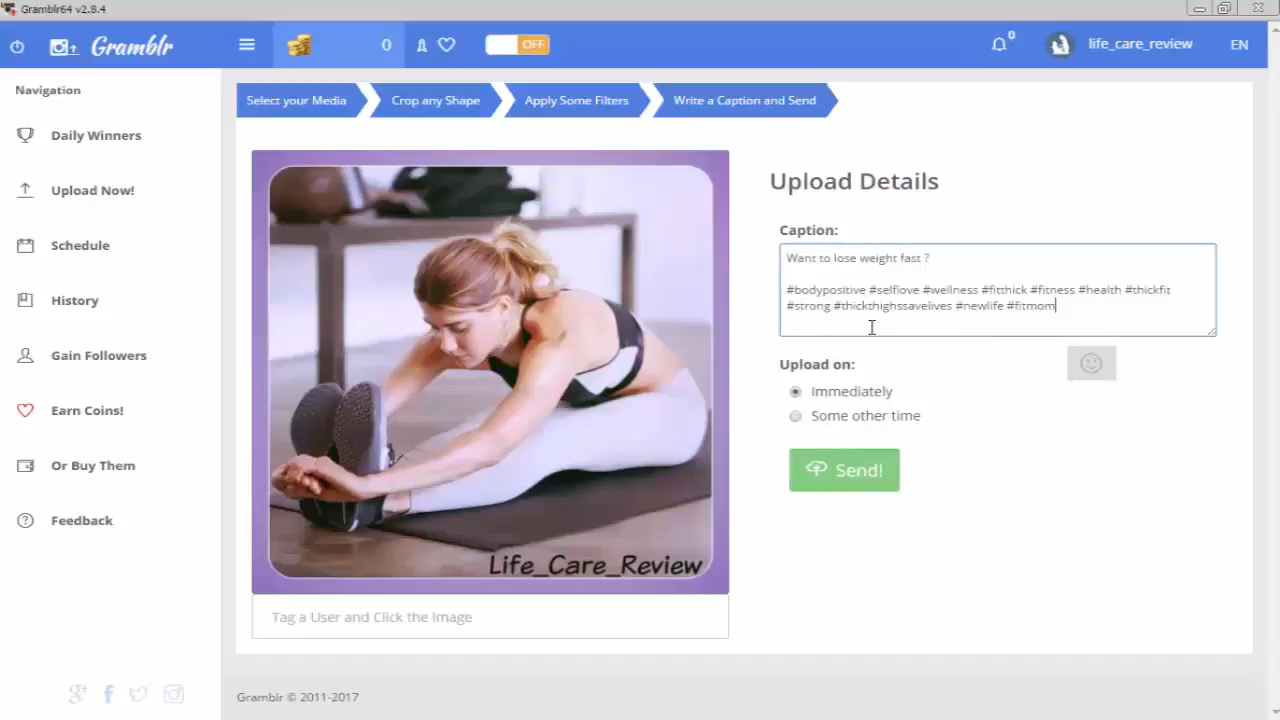 Gramblr64 v2.8.4
Gramblr
0
OFF
0
life_care_review
EN
Navigation
Daily Winners
Upload Now!
Schedule
History
Gain Followers
Earn Coins!
Or Buy Them
Feedback
Select your Media
Crop any Shape
Apply Some Filters
Write a Caption and Send
Life_Care_Review
Tag a User and Click the Image
Upload Details
Caption:
Want to lose weight fast ?
#bodypositive #selflove #wellness #fitthick #fitness #health #thickfit
#strong #thickthighssavelives #newlife #fitmom
Upload on:
Immediately
Some other time
Send!
Gramblr © 2011-2017